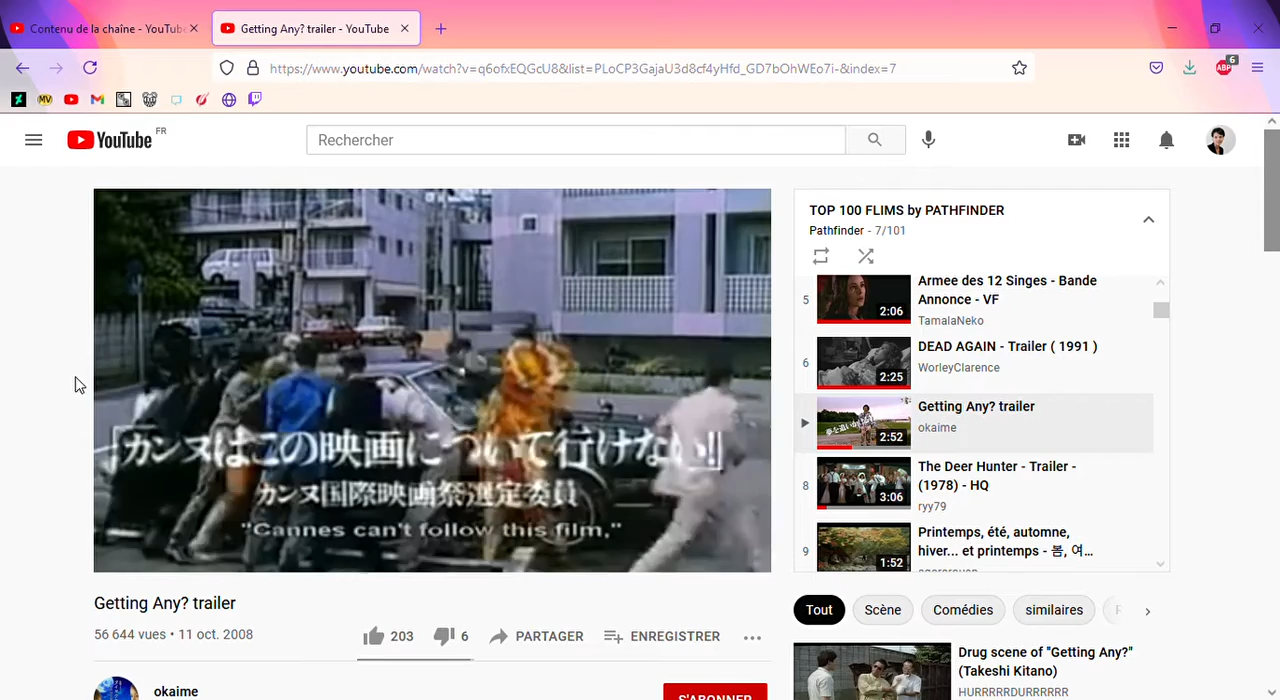 Contenu de la chaîne - YouTube
Getting Any? trailer - YouTube
https://www.youtube.com/watch?v=q6ofxEQGcU8&list=PLoCP3GajaU3d8cf4yHfd_GD7bOhWEo7i-&index=7
ABP
6
MV
YouTube FR
Rechercher
「カンヌはこの映画について行けない!」
カンヌ国際映画祭選定委員
"Cannes can't follow this film,"
TOP 100 FLIMS by PATHFINDER
Pathfinder - 7/101
5
2:06
Armee des 12 Singes - Bande
Annonce - VF
TamalaNeko
6
2:25
DEAD AGAIN - Trailer ( 1991 )
WorleyClarence
2:52
Getting Any? trailer
okaime
8
3:06
The Deer Hunter - Trailer -
(1978) - HQ
ryy79
9
1:52
Printemps, été, automne,
hiver... et printemps - 봄, 여...
Getting Any? trailer
56 644 vues • 11 oct. 2008
203
6
PARTAGER
ENREGISTRER
Tout
Scène
Comédies
similaires
okaime
S'ABONNER
Drug scene of "Getting Any?"
(Takeshi Kitano)
HURRRRRDURRRRRR